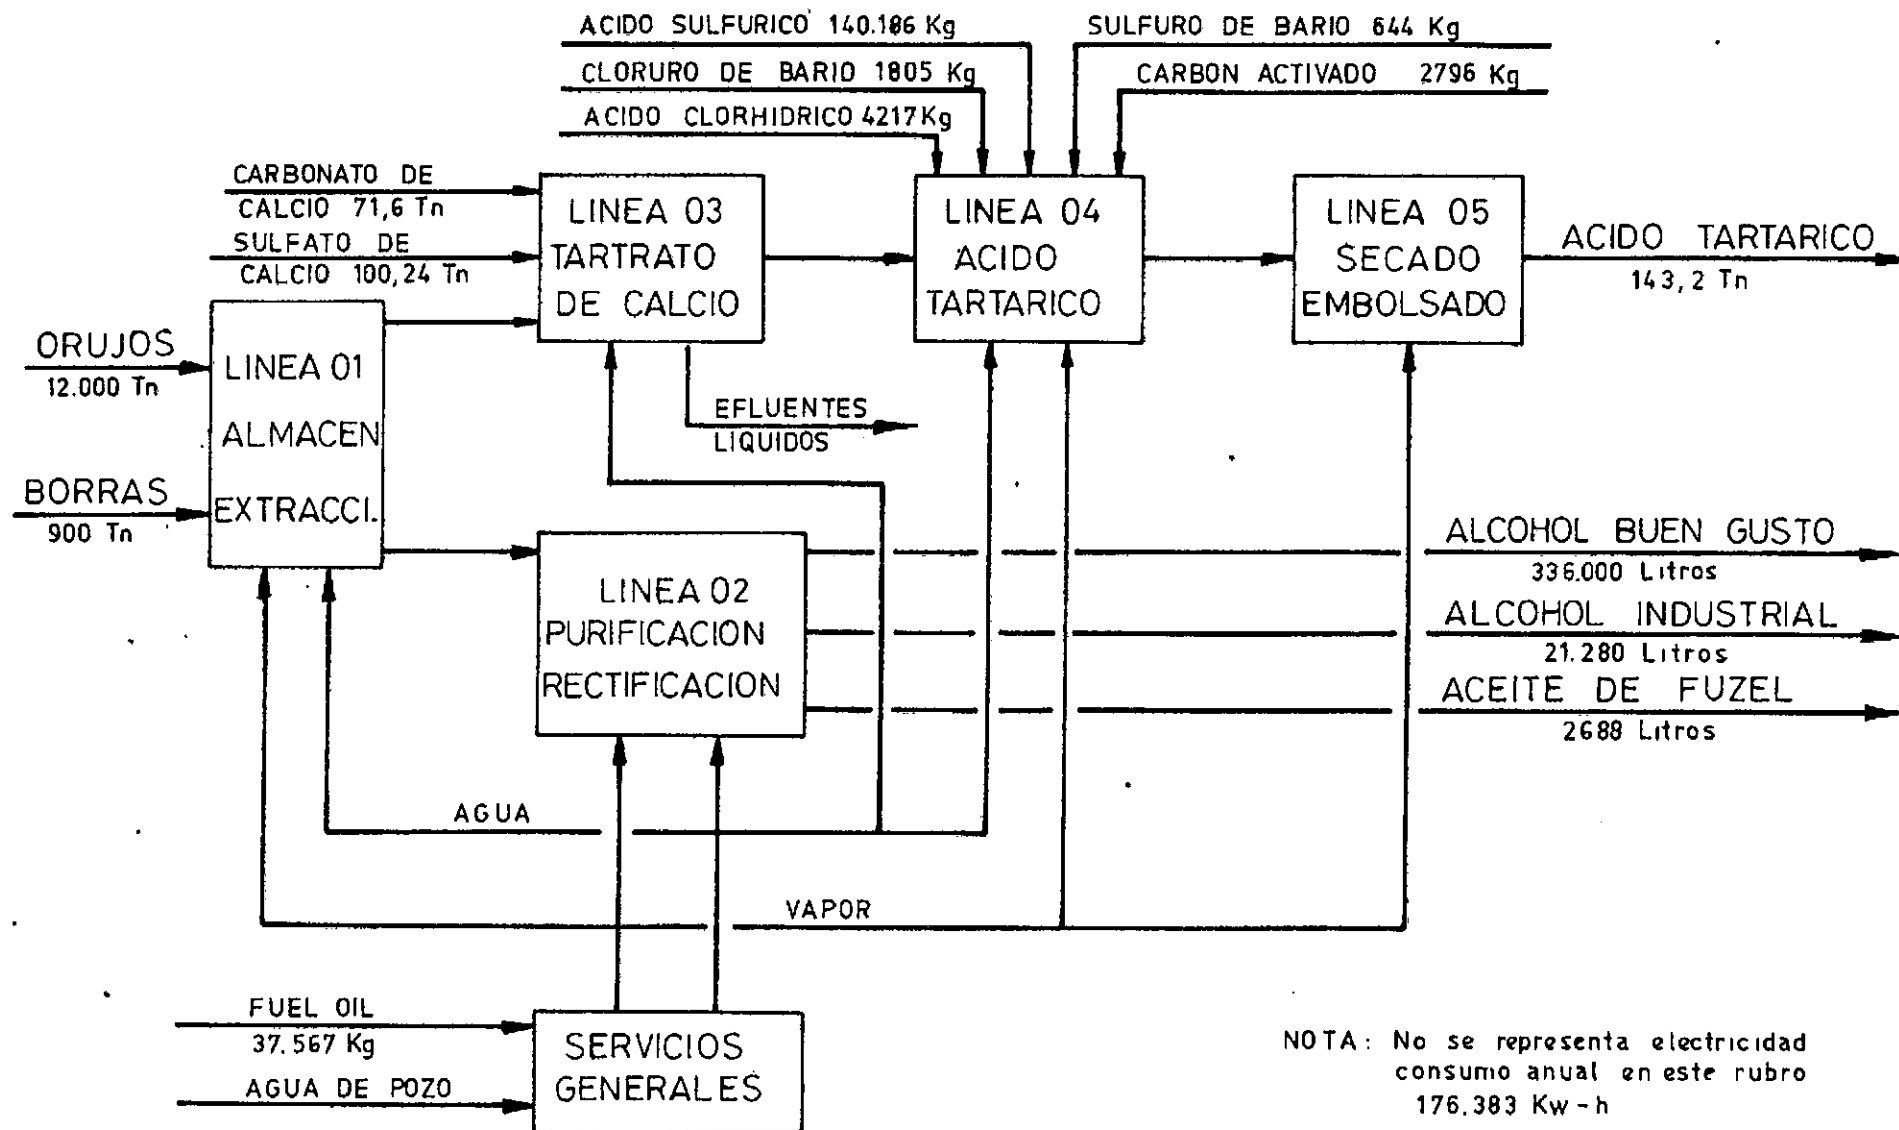 ACIDO SULFURICO 140.186 Kg
SULFURO DE BARIO 644 Kg
CLORURO DE BARIO 1805 Kg
CARBON ACTIVADO 2796 Kg
ACIDO CLORHIDRICO 4217Kg
CARBONATO DE
CALCIO 71,6 Tn
SULFATO DE
CALCIO 100,24 Tn
LINEA 03
TARTRATO
DE CALCIO
LINEA 04
ACIDO
TARTARICO
LINEA 05
SECADO
EMBOLSADO
ACIDO TARTARICO
143,2 Tn
ORUJOS
12.000 Tn
BORRAS
900 Tn
LINEA 01
ALMACEN
EXTRACCI.
EFLUENTES
LIQUIDOS
LINEA 02
PURIFICACION
RECTIFICACION
ALCOHOL BUEN GUSTO
336.000 Litros
ALCOHOL INDUSTRIAL
21.280 Litros
ACEITE DE FUZEL
2688 Litros
AGUA
VAPOR
FUEL OIL
37.567 Kg
AGUA DE POZO
SERVICIOS
GENERALES
NOTA: No se representa electricidad
consumo anual en este rubro
176.383 Kw-h